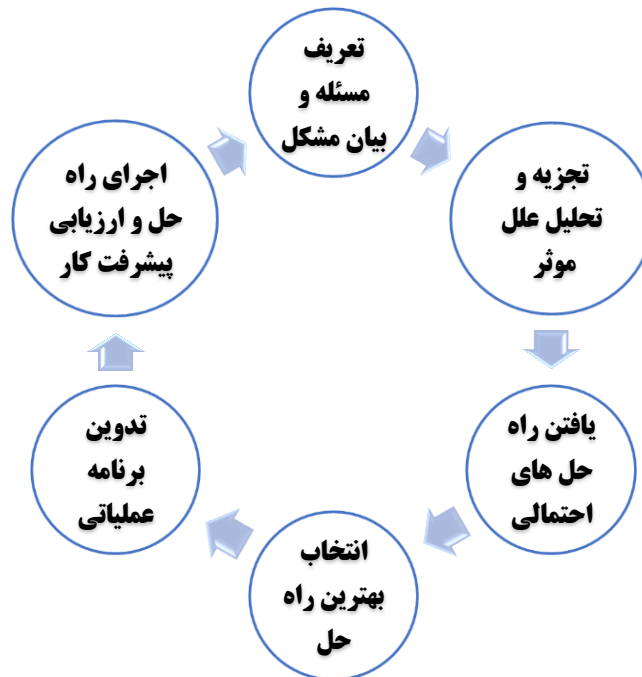 تعریف
مسئله و
بیان مشکل
تجزیه و
تحلیل علل
موثر
یافتن راه
حل های
احتمالی
انتخاب
بهترین راه
حل
تدوین
برنامه
عملیاتی
اجرای راه
حل و ارزیابی
پیشرفت کار